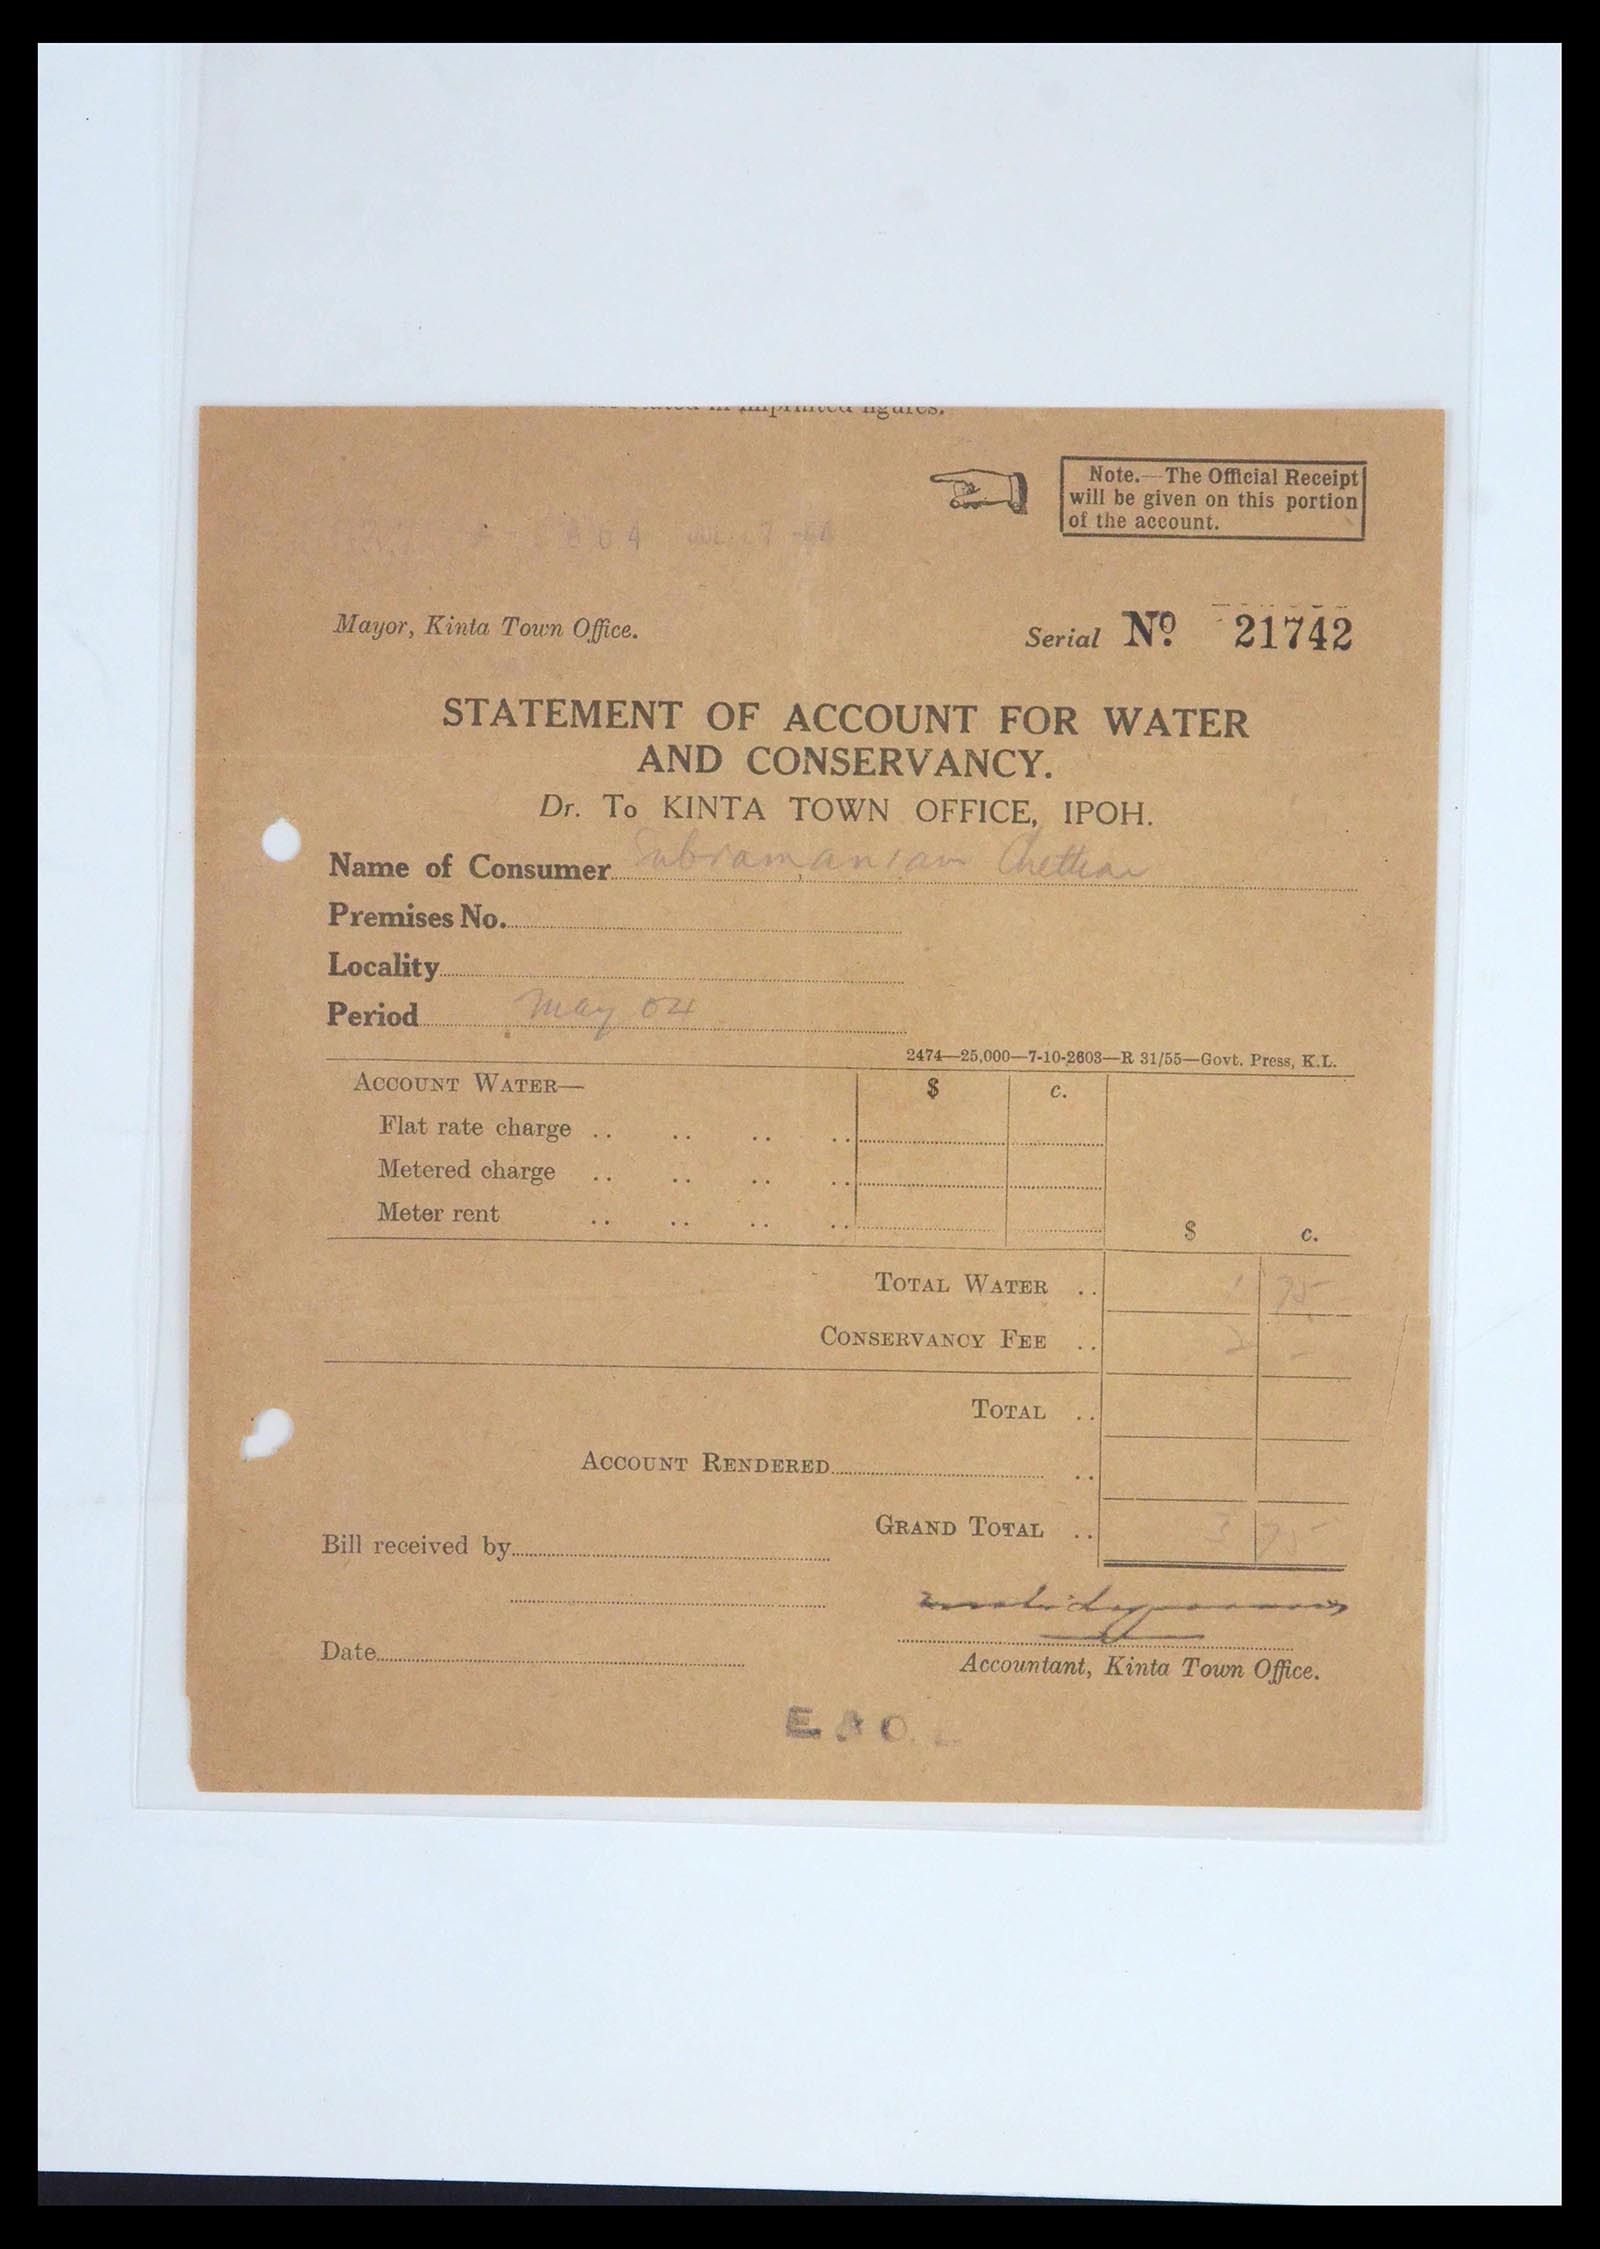 imprinted figures.
Note.—The Official Receipt
will be given on this portion
of the account.
Mayor, Kinta Town Office.
Serial No. 21742
STATEMENT OF ACCOUNT FOR WATER
AND CONSERVANCY.
Dr. To KINTA TOWN OFFICE, IPOH.
Name of Consumer Subramaniam Chettiar
Premises No.
Locality
Period May 04
2474—25,000—7-10-2603—R 31/55—Govt. Press, K.L.
ACCOUNT WATER— $ c.
Flat rate charge .. .. .. ..
Metered charge .. .. .. ..
Meter rent .. .. .. ..
$ c.
TOTAL WATER .. 1 75
CONSERVANCY FEE .. 2 -
TOTAL ..
ACCOUNT RENDERED ..
GRAND TOTAL .. 3 75
Bill received by
Date
Accountant, Kinta Town Office.